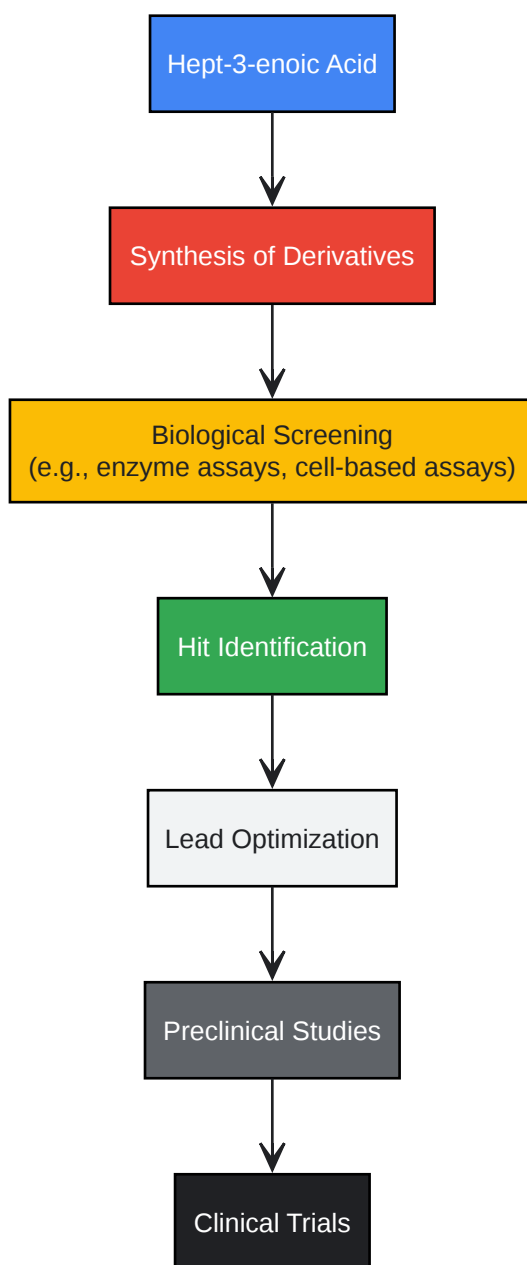 Hept-3-enoic Acid
Synthesis of Derivatives
Biological Screening
(e.g., enzyme assays, cell-based assays)
Hit Identification
Lead Optimization
Preclinical Studies
Clinical Trials